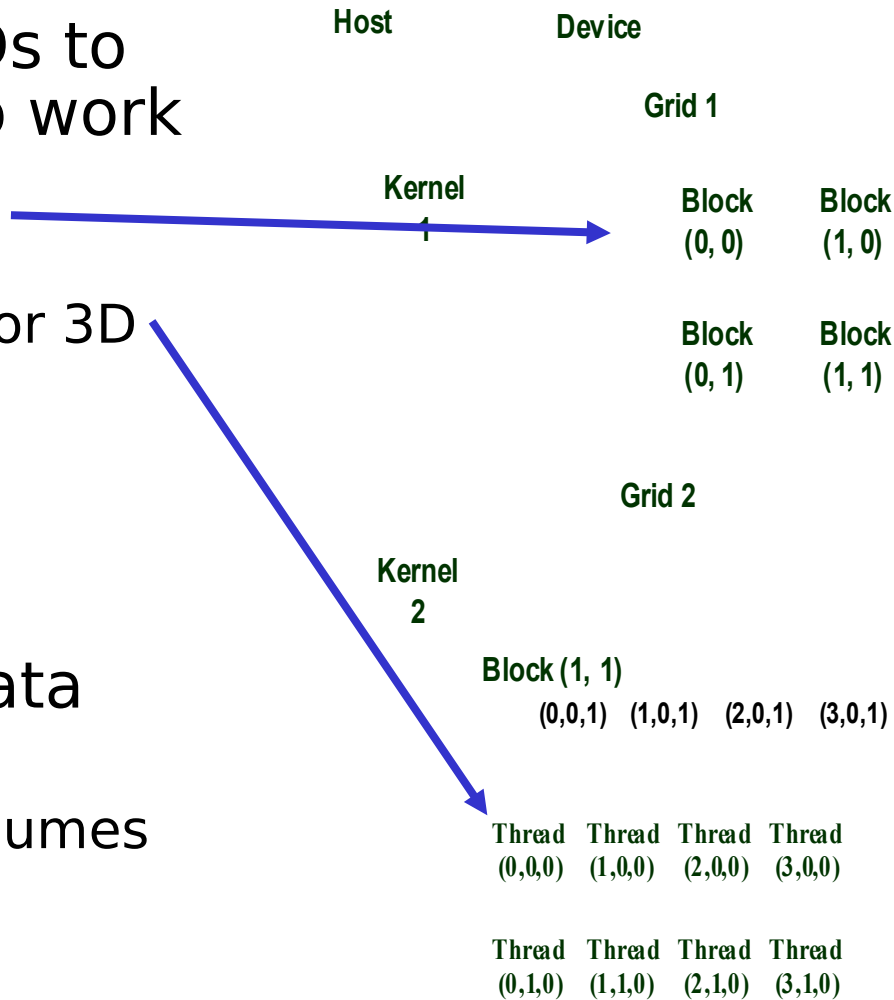 Host
Device
s to
work
Grid 1
Kernel
1
Block
(0, 0)
Block
(1, 0)
or 3D
Block
(0, 1)
Block
(1, 1)
Grid 2
Kernel
2
ata
Block (1, 1)
(0,0,1) (1,0,1) (2,0,1) (3,0,1)
umes
Thread Thread Thread Thread
(0,0,0) (1,0,0) (2,0,0) (3,0,0)
Thread Thread Thread Thread
(0,1,0) (1,1,0) (2,1,0) (3,1,0)